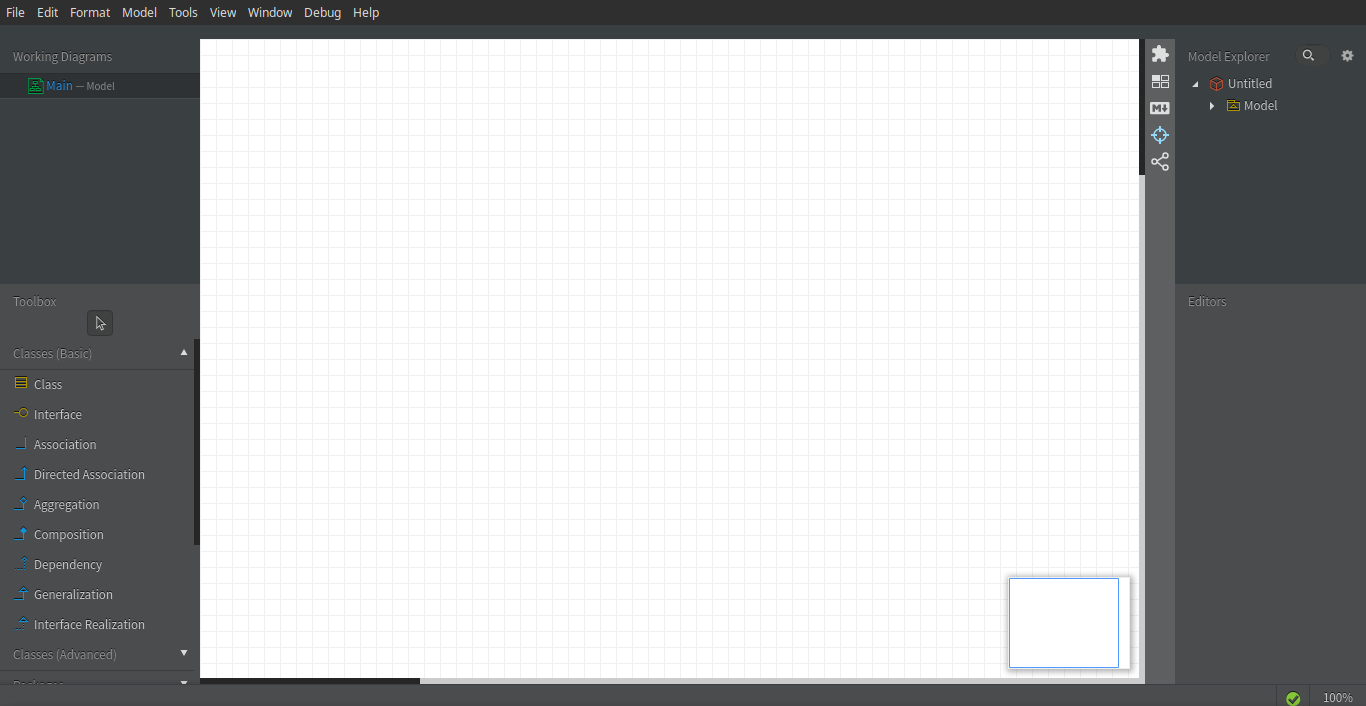 File Edit Format Model Tools View Window Debug Help
Working Diagrams
Main — Model
Toolbox
Classes (Basic)
Class
Interface
Association
Directed Association
Aggregation
Composition
Dependency
Generalization
Interface Realization
Classes (Advanced)
Packages
M
Model Explorer
Untitled
Model
Editors
100%